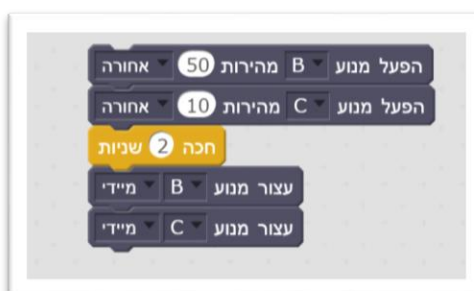 הפעל מנוע B מהירות 50 אחורה
הפעל מנוע C מהירות 10 אחורה
חכה 2 שניות
עצור מנוע B מיידי
עצור מנוע C מיידי